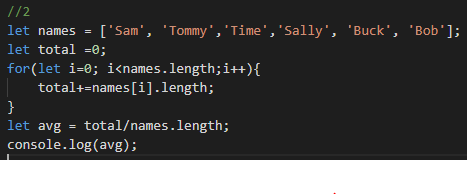 //2
let names = ['Sam', 'Tommy','Time','Sally', 'Buck', 'Bob'];
let total =0;
for(let i=0; i<names.length;i++){
    total+=names[i].length;
}
let avg = total/names.length;
console.log(avg);